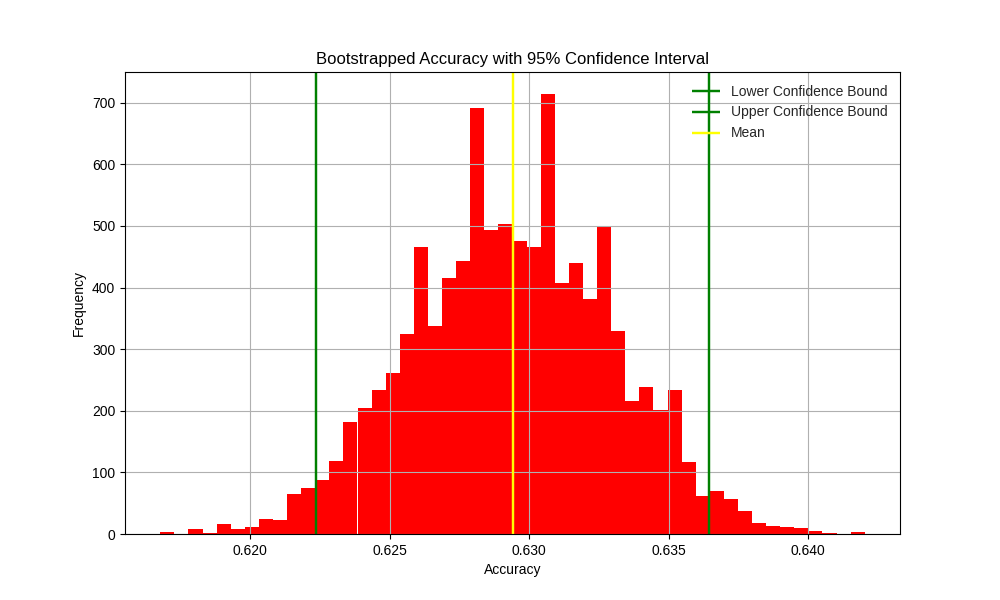 Bootstrapped Accuracy with 95% Confidence Interval
Lower Confidence Bound
Upper Confidence Bound
Mean
Frequency
700
600
500
400
300
200
100
0
0.620 0.625 0.630 0.635 0.640
Accuracy